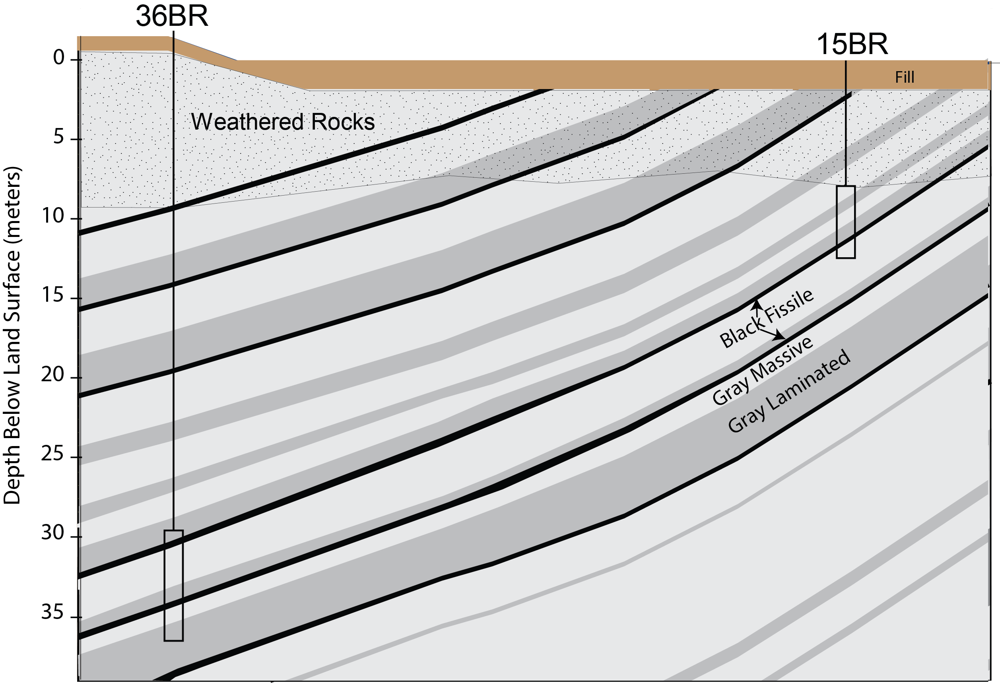 36BR
15BR
Fill
Weathered Rocks
Depth Below Land Surface (meters)
0
5
10
15
20
25
30
35
Black Fissile
Gray Massive
Gray Laminated